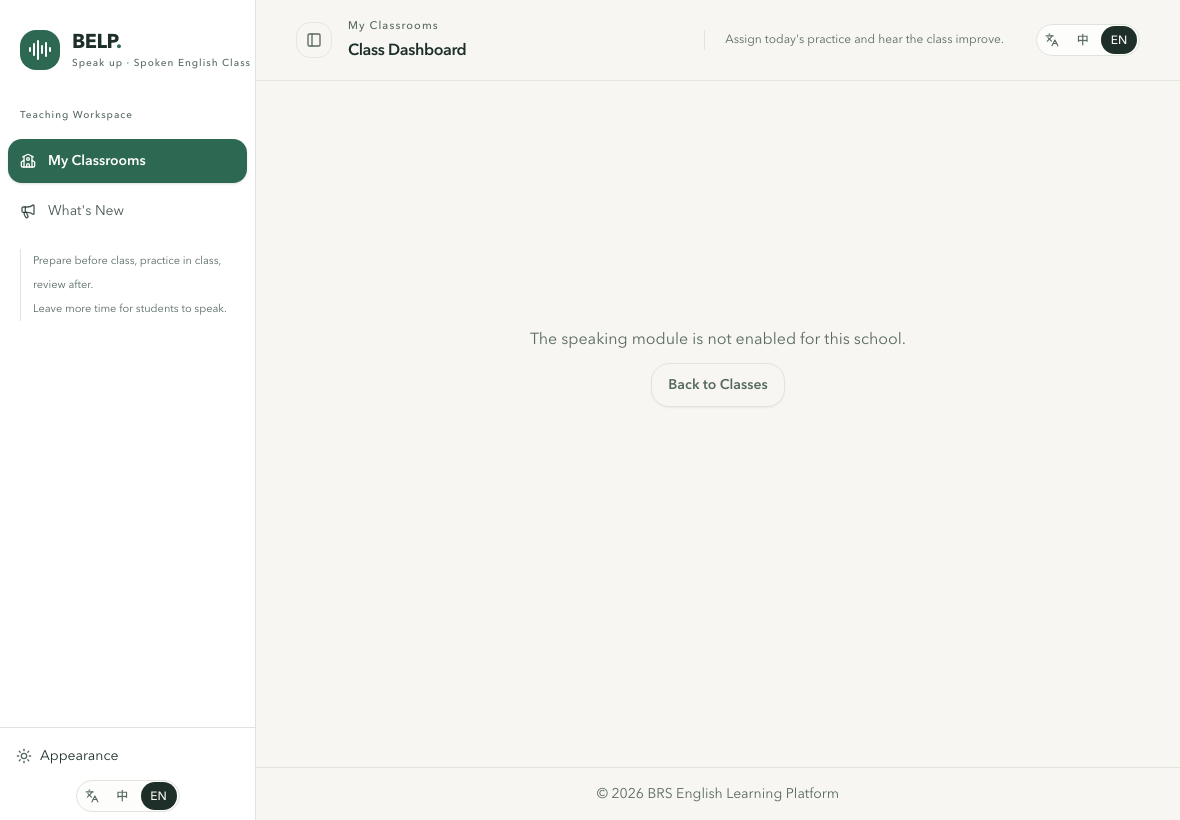 BELP.
Speak up · Spoken English Class
Teaching Workspace
My Classrooms
What's New
Prepare before class, practice in class,
review after.
Leave more time for students to speak.
Appearance
中
EN
My Classrooms
Class Dashboard
Assign today's practice and hear the class improve.
中
EN
The speaking module is not enabled for this school.
Back to Classes
© 2026 BRS English Learning Platform